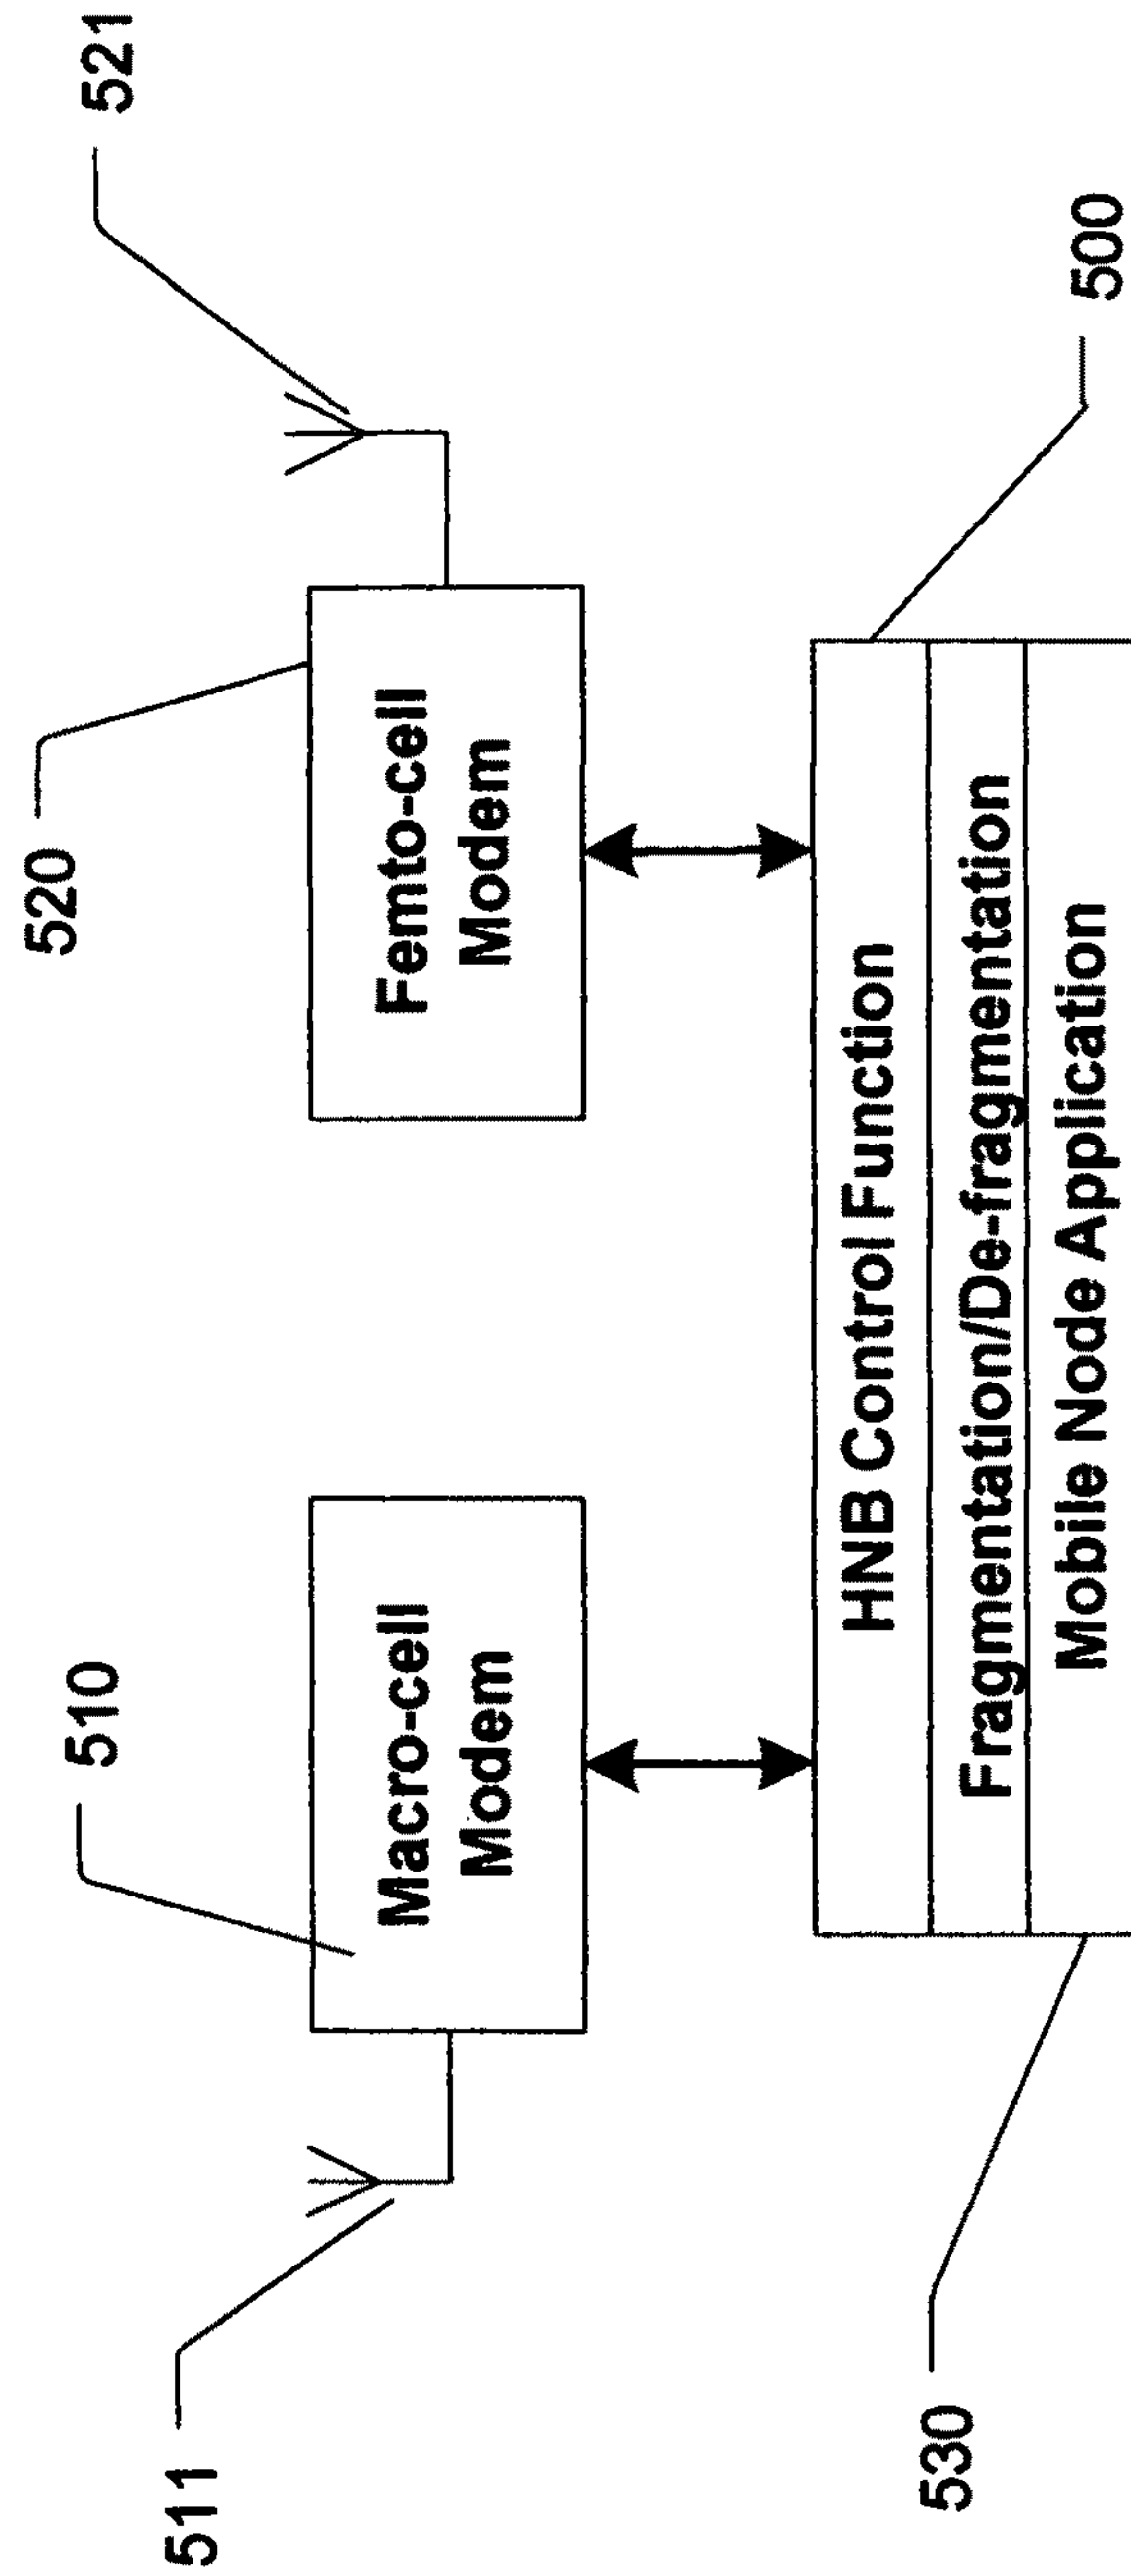 521
520
510
511
Femto-cell
Modem
Macro-cell
Modem
500
HNB Control Function
Fragmentation/De-fragmentation
Mobile Node Application
530